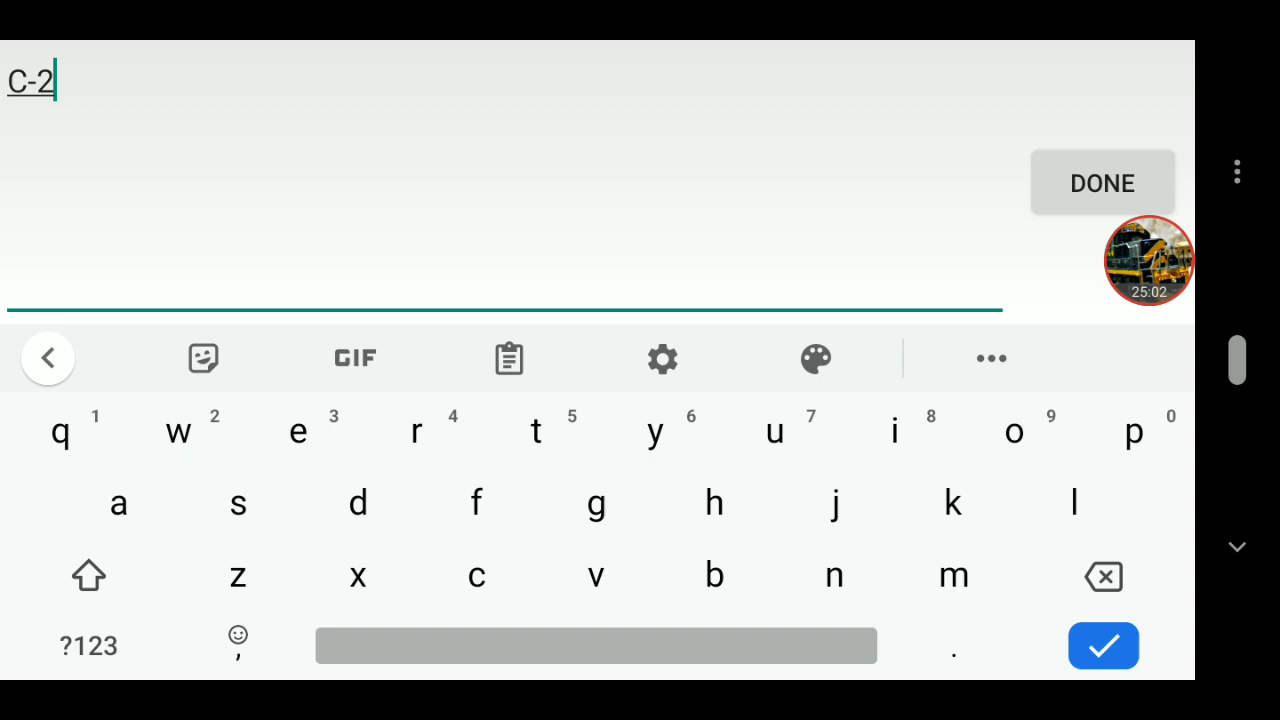 C-2
DONE
25:02
GIF
q 1 w 2 e 3 r 4 t 5 y 6 u 7 i 8 o 9 p 0
a s d f g h j k l
z x c v b n m
?123 , .